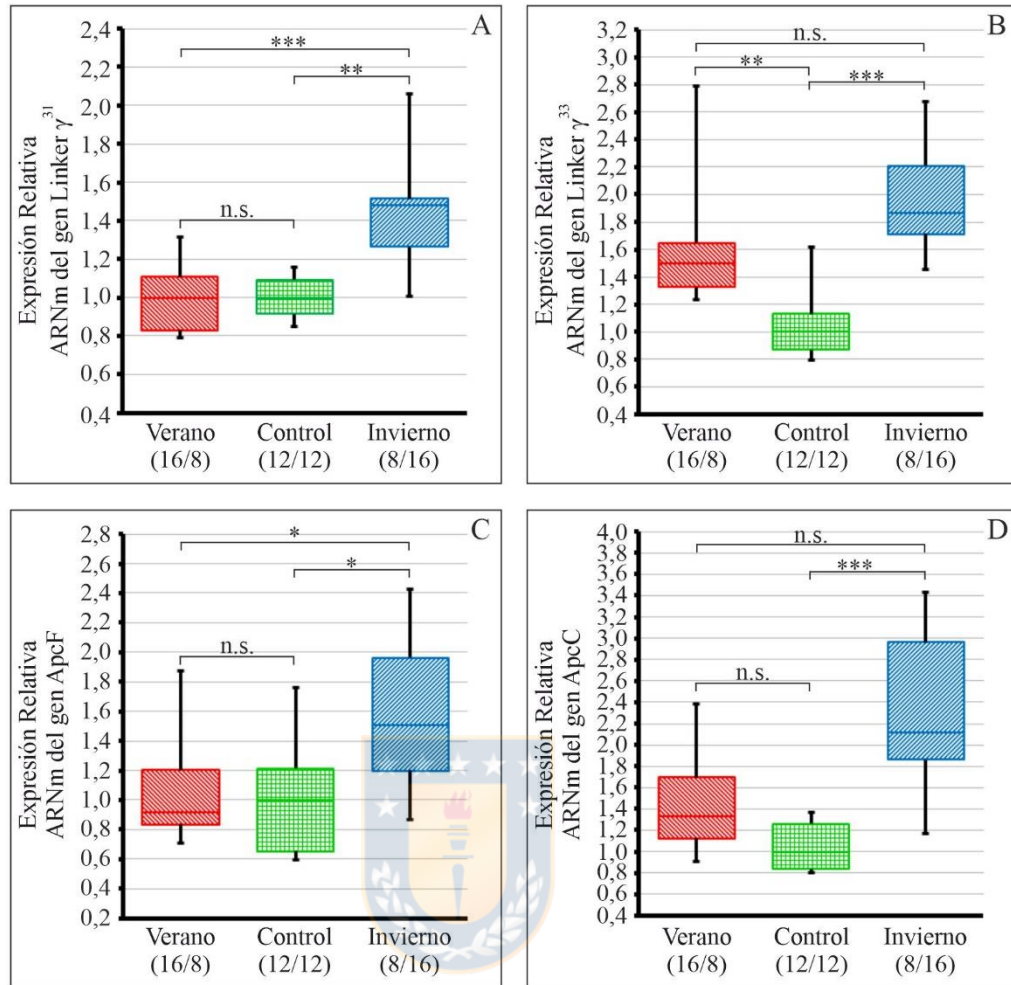 A
Expresión Relativa
ARNm del gen Linker γ³¹
2,4
2,2
2,0
1,8
1,6
1,4
1,2
1,0
0,8
0,6
0,4
***
**
n.s.
Verano
(16/8)
Control
(12/12)
Invierno
(8/16)
B
Expresión Relativa
ARNm del gen Linker γ³³
3,2
3,0
2,8
2,6
2,4
2,2
2,0
1,8
1,6
1,4
1,2
1,0
0,8
0,6
0,4
n.s.
**
***
Verano
(16/8)
Control
(12/12)
Invierno
(8/16)
C
Expresión Relativa
ARNm del gen ApcF
2,8
2,6
2,4
2,2
2,0
1,8
1,6
1,4
1,2
1,0
0,8
0,6
0,4
0,2
*
*
n.s.
Verano
(16/8)
Control
(12/12)
Invierno
(8/16)
D
Expresión Relativa
ARNm del gen ApcC
4,0
3,8
3,6
3,4
3,2
3,0
2,8
2,6
2,4
2,2
2,0
1,8
1,6
1,4
1,2
1,0
0,8
0,6
0,4
n.s.
***
n.s.
Verano
(16/8)
Control
(12/12)
Invierno
(8/16)